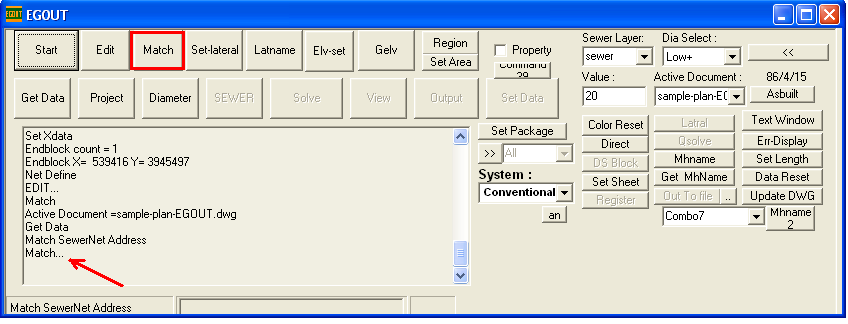 EGOUT
EGOUT
Start Edit Match Set-lateral Latname Elv-set Gelv Region
Set Area
Property
Sewer Layer: Dia Select :
sewer Low+ <<
Value : Active Document : 86/4/15
20 sample-plan-E Asbuilt
Get Data Project Diameter SEWER Solve View Output Set Data
Set Xdata
Endblock count = 1
Endblock X= 539416 Y= 3945497
Net Define
EDIT...
Match
Active Document =sample-plan-EGOUT.dwg
Get Data
Match SewerNet Address
Match...
Set Package
>> All
System :
Conventional
an
Color Reset Latral Text Window
Direct Qsolve Err-Display
DS Block Mhname Set Length
Set Sheet Get MhName Data Reset
Register Out To file .. Update DWG
Combo7 Mhname
2
Match SewerNet Address